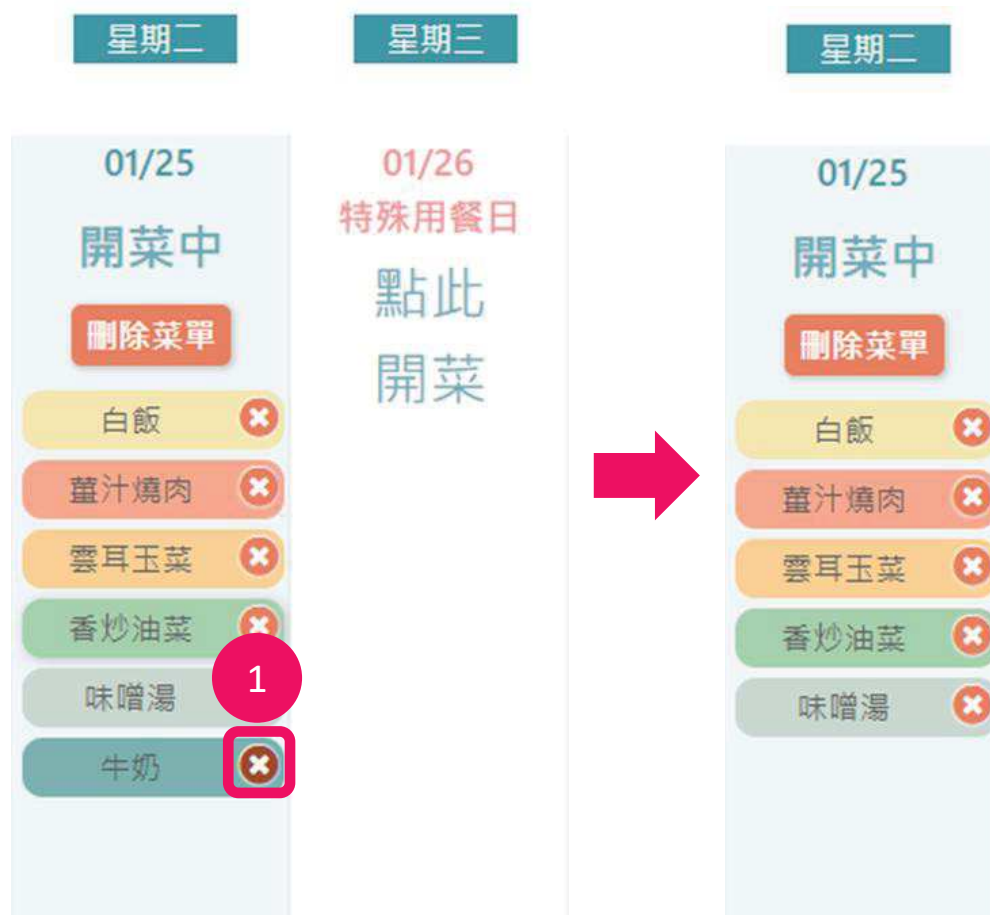 星期二
01/25
開菜中
刪除菜單
白飯
薑汁燒肉
雲耳玉菜
香炒油菜
味噌湯
牛奶
1
星期三
01/26
特殊用餐日
點此
開菜
星期二
01/25
開菜中
刪除菜單
白飯
薑汁燒肉
雲耳玉菜
香炒油菜
味噌湯